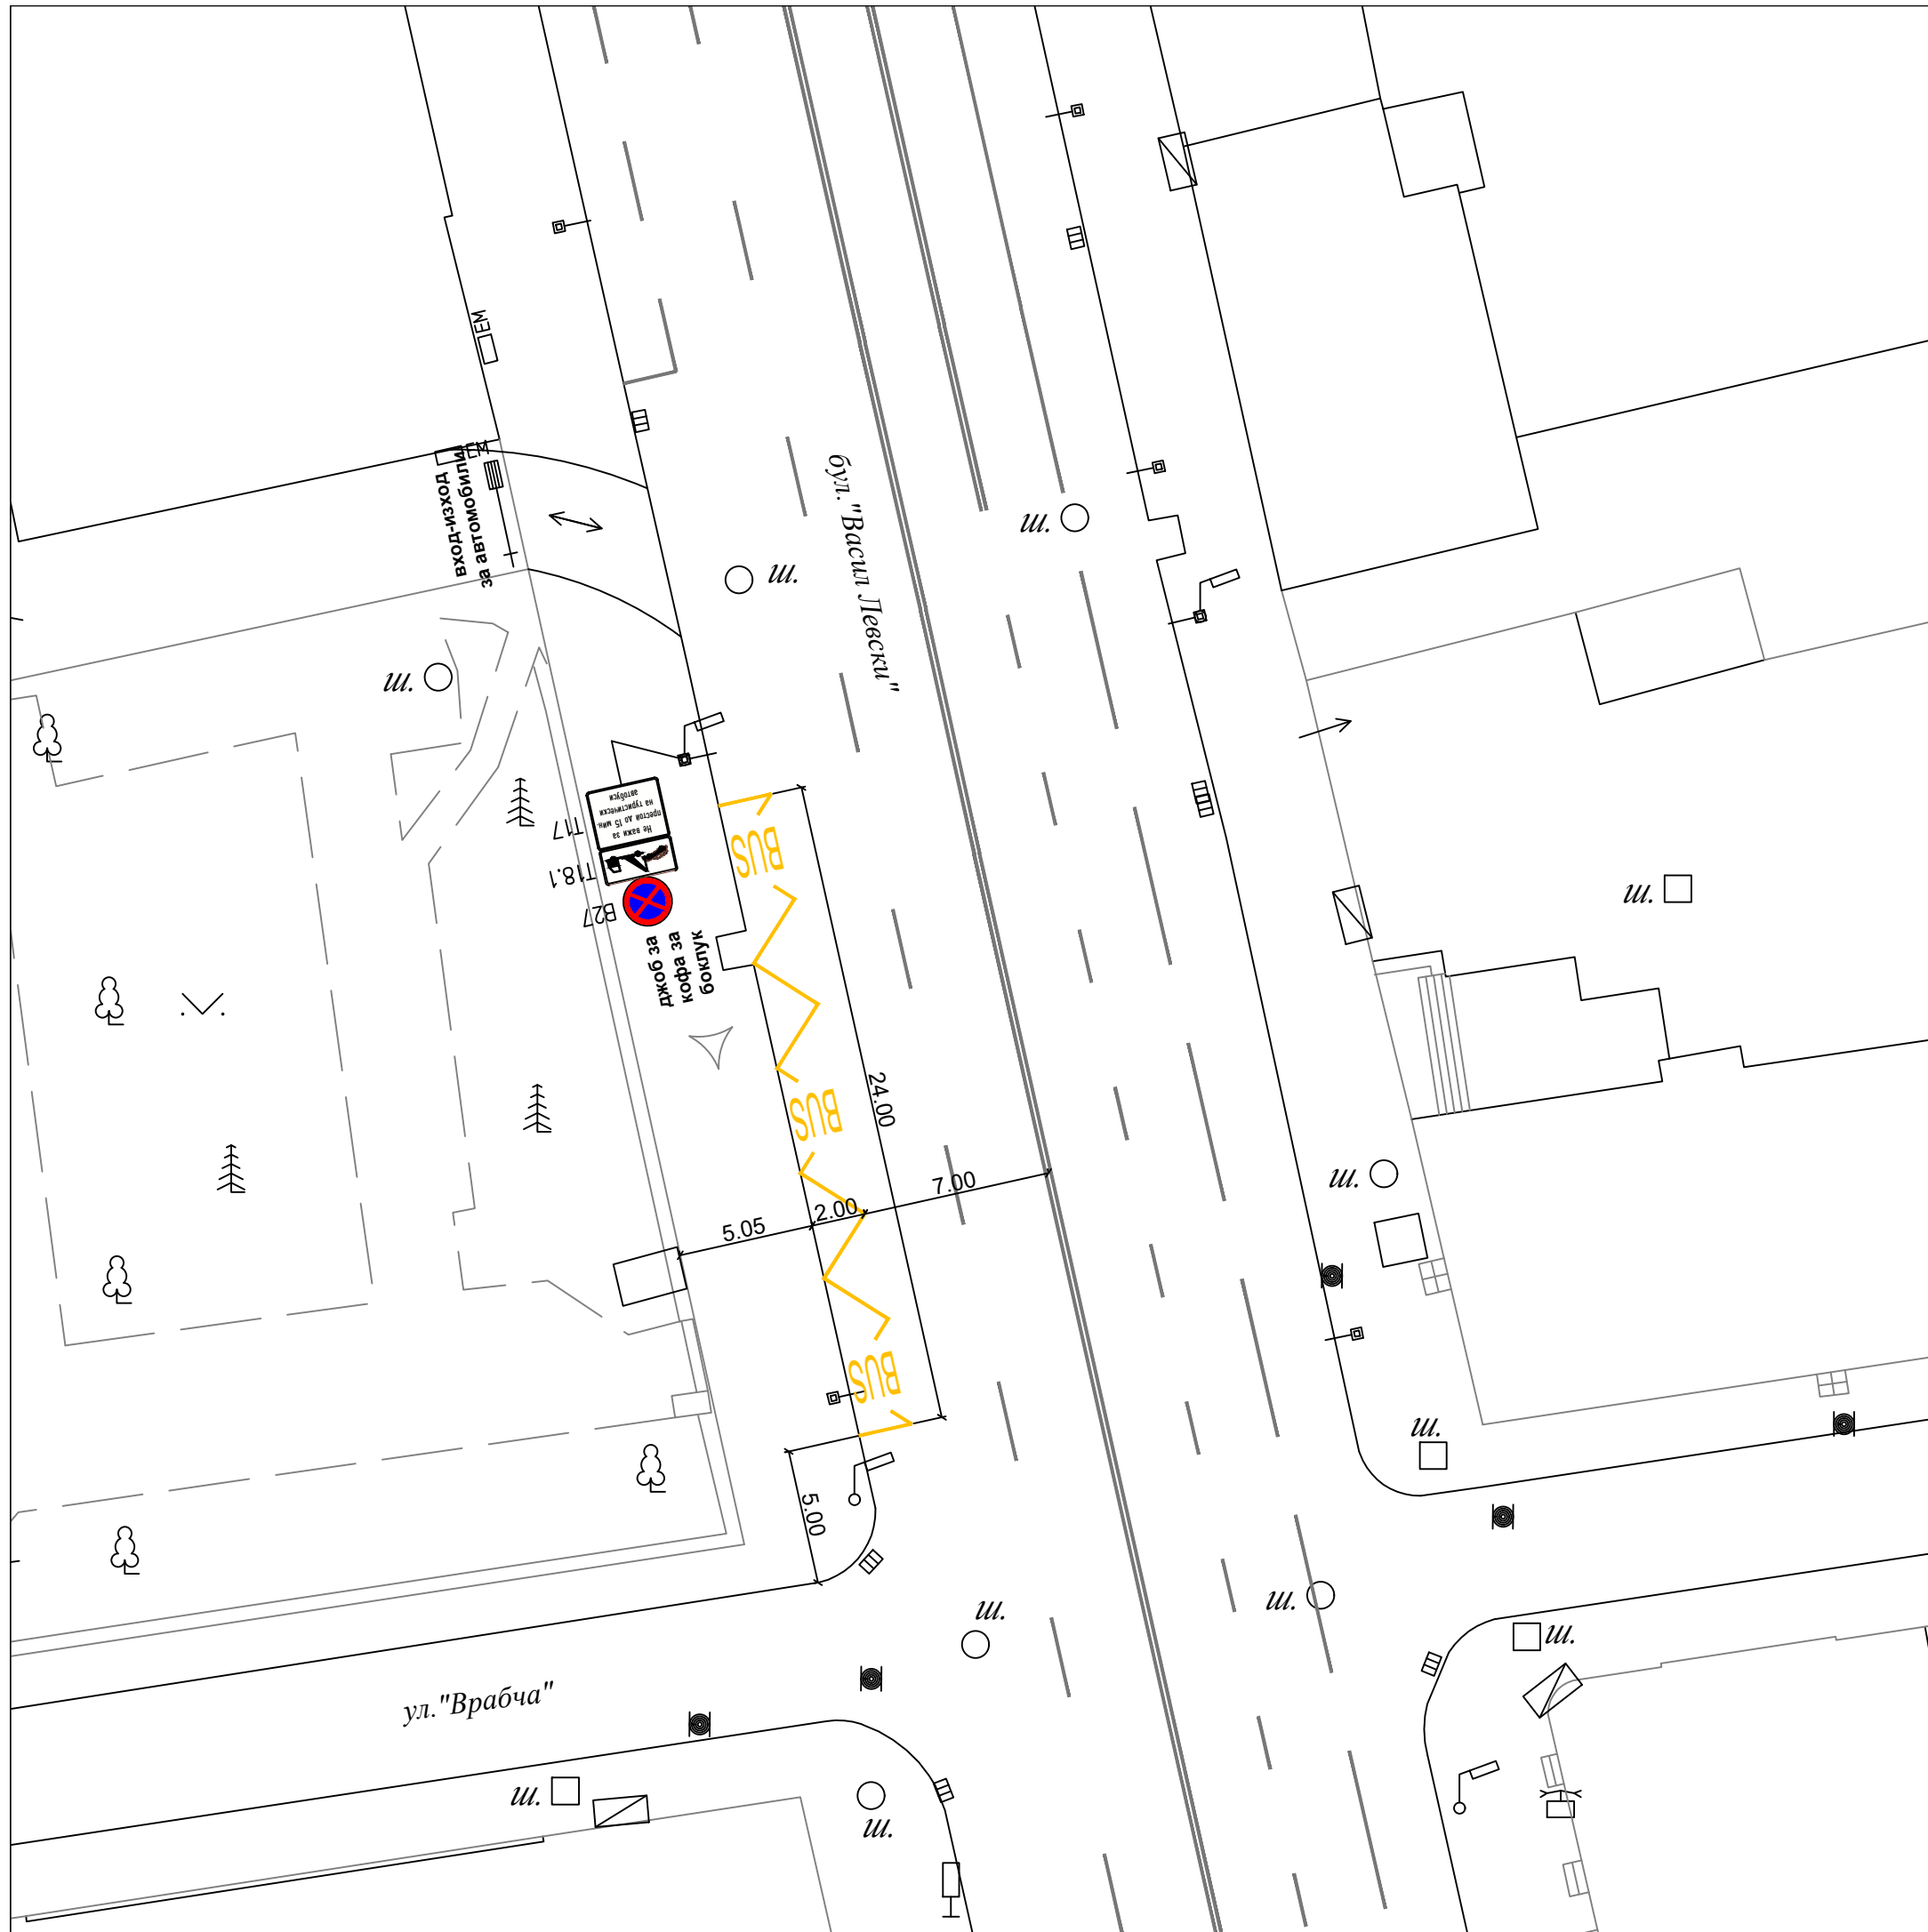 ЕМ
ЕМ
вход-изход
за автомобили
бул."Васил Левски"
ш.
ш.
ш.
Не важи за
престой до 15 мин.
на туристически
автобуси
Т17
Т18.1
В27
джоб за
кофа за
боклук
BUS
BUS
BUS
24.00
7.00
2.00
5.05
5.00
ш.
ш.
ш.
ш.
ш.
ш.
ул."Врабча"
ш.
ш.